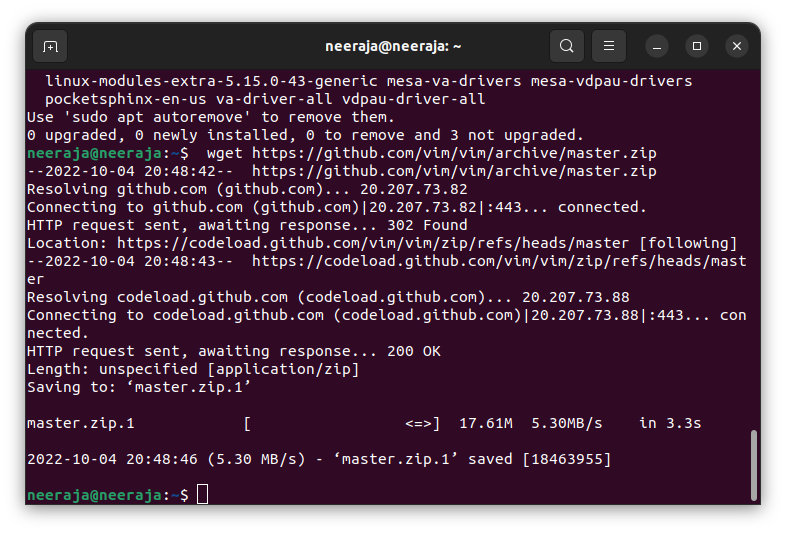 neeraja@neeraja: ~
linux-modules-extra-5.15.0-43-generic mesa-va-drivers mesa-vdpau-drivers
pocketsphinx-en-us va-driver-all vdpau-driver-all
Use 'sudo apt autoremove' to remove them.
0 upgraded, 0 newly installed, 0 to remove and 3 not upgraded.
neeraja@neeraja:~$  wget https://github.com/vim/vim/archive/master.zip
--2022-10-04 20:48:42--  https://github.com/vim/vim/archive/master.zip
Resolving github.com (github.com)... 20.207.73.82
Connecting to github.com (github.com)|20.207.73.82|:443... connected.
HTTP request sent, awaiting response... 302 Found
Location: https://codeload.github.com/vim/vim/zip/refs/heads/master [following]
--2022-10-04 20:48:43--  https://codeload.github.com/vim/vim/zip/refs/heads/mast
er
Resolving codeload.github.com (codeload.github.com)... 20.207.73.88
Connecting to codeload.github.com (codeload.github.com)|20.207.73.88|:443... con
nected.
HTTP request sent, awaiting response... 200 OK
Length: unspecified [application/zip]
Saving to: ‘master.zip.1’
master.zip.1            [                 <=>]  17.61M  5.30MB/s    in 3.3s
2022-10-04 20:48:46 (5.30 MB/s) - ‘master.zip.1’ saved [18463955]
neeraja@neeraja:~$